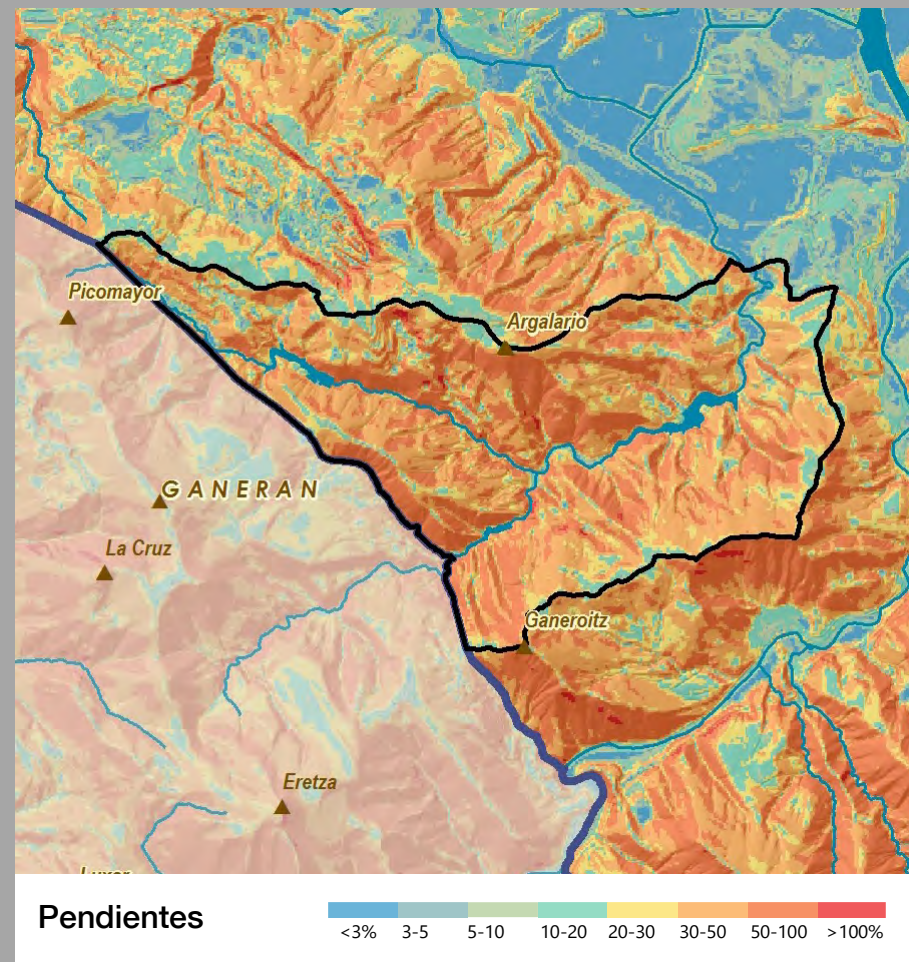 Picomayor
Argalario
GANERAN
La Cruz
Ganeroitz
Eretza
Pendientes
<3% 3-5 5-10 10-20 20-30 30-50 50-100 >100%